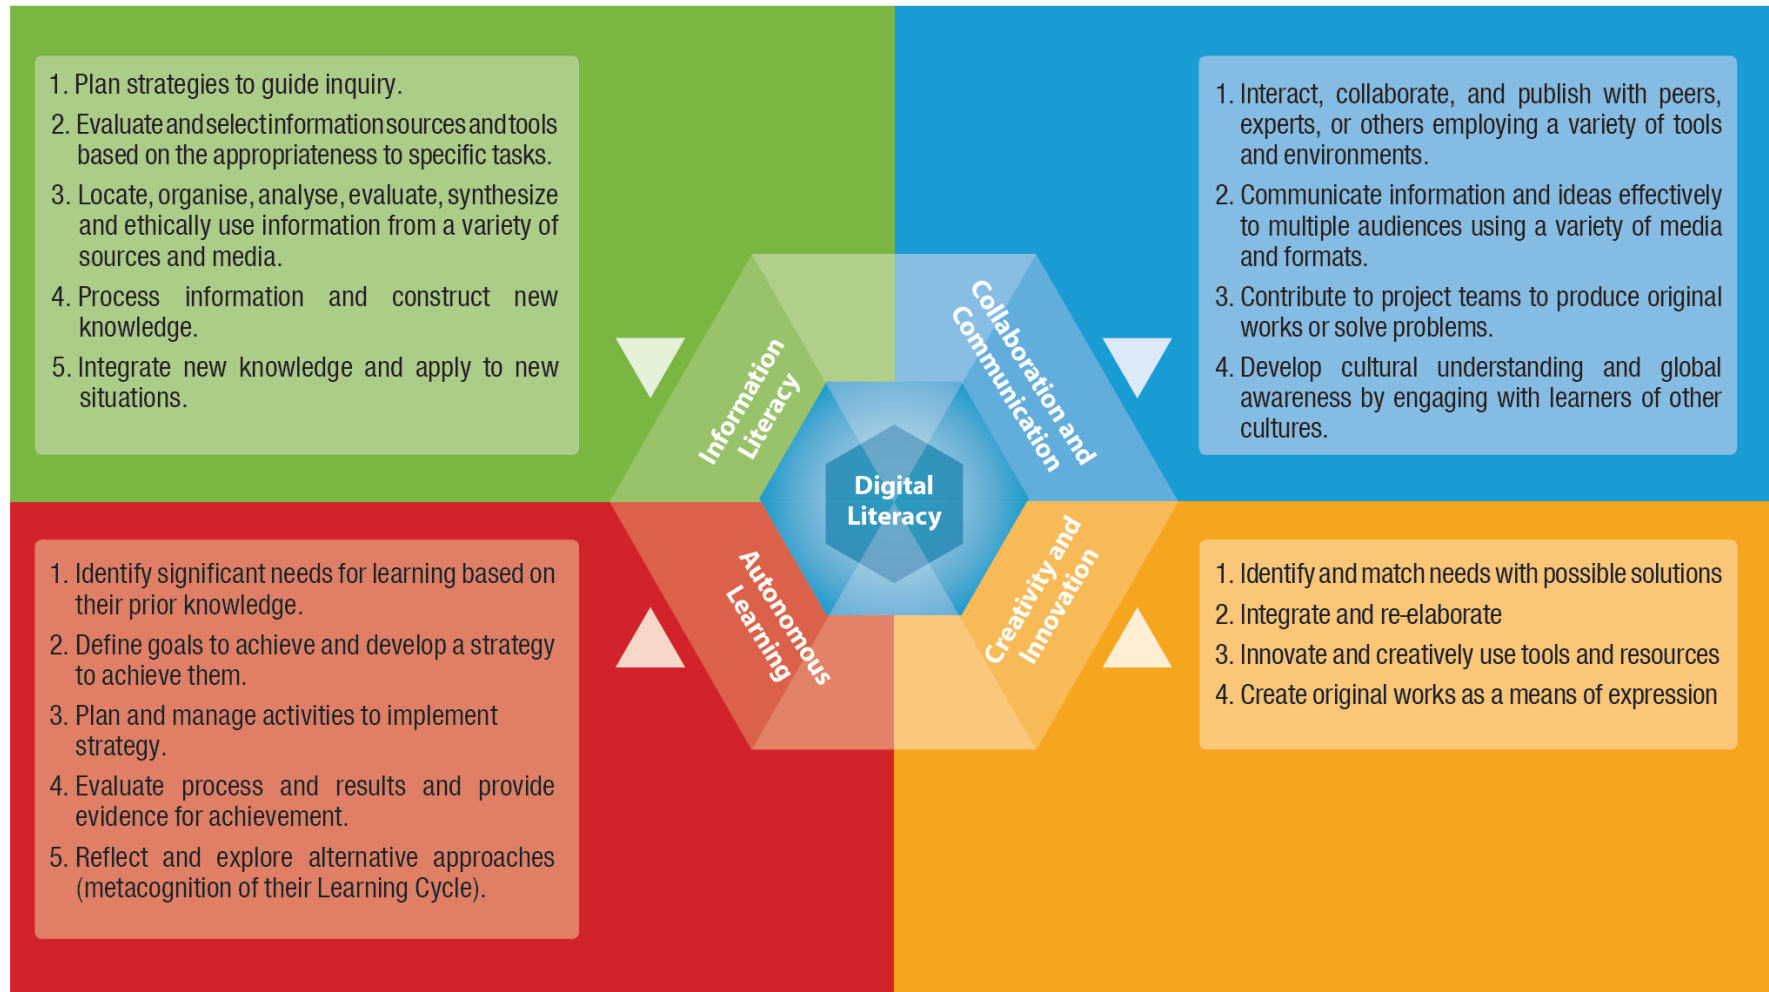 1. Plan strategies to guide inquiry.
2. Evaluate and select information sources and tools
based on the appropriateness to specific tasks.
3. Locate, organise, analyse, evaluate, synthesize
and ethically use information from a variety of
sources and media.
4. Process information and construct new
knowledge.
5. Integrate new knowledge and apply to new
situations.
1. Interact, collaborate, and publish with peers,
experts, or others employing a variety of tools
and environments.
2. Communicate information and ideas effectively
to multiple audiences using a variety of media
and formats.
3. Contribute to project teams to produce original
works or solve problems.
4. Develop cultural understanding and global
awareness by engaging with learners of other
cultures.
Information
Literacy
Collaboration and
Communication
Digital
Literacy
Autonomous
Learning
Creativity and
Innovation
1. Identify significant needs for learning based on
their prior knowledge.
2. Define goals to achieve and develop a strategy
to achieve them.
3. Plan and manage activities to implement
strategy.
4. Evaluate process and results and provide
evidence for achievement.
5. Reflect and explore alternative approaches
(metacognition of their Learning Cycle).
1. Identify and match needs with possible solutions
2. Integrate and re-elaborate
3. Innovate and creatively use tools and resources
4. Create original works as a means of expression